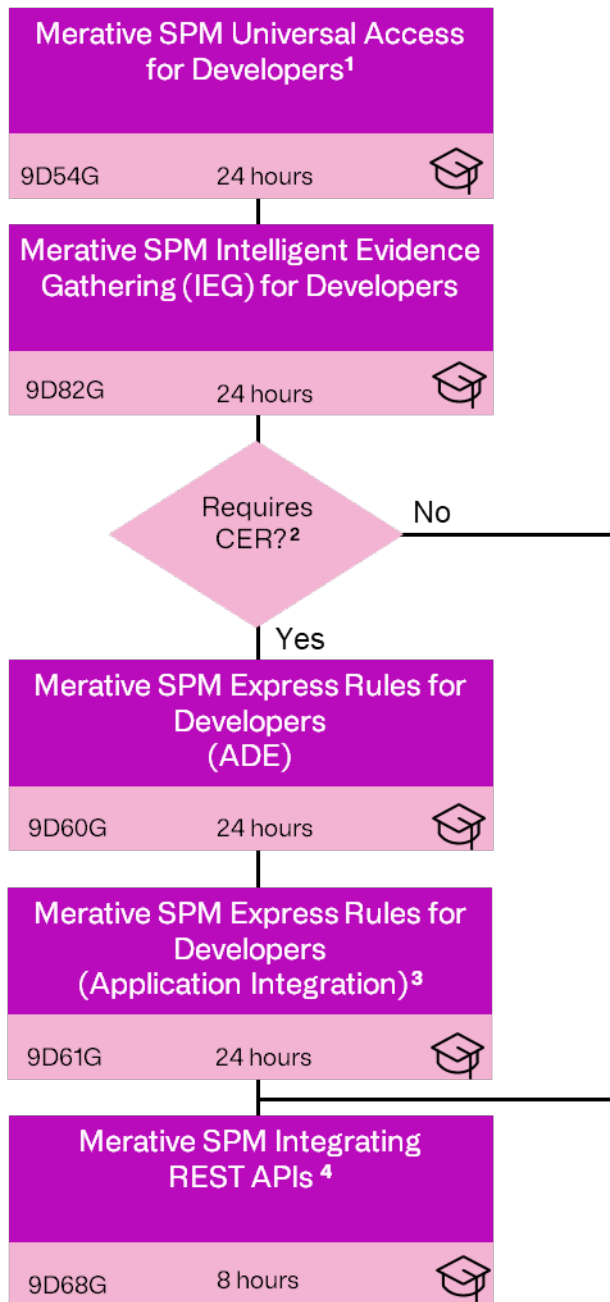 Merative SPM Universal Access
for Developers¹
9D54G 24 hours
Merative SPM Intelligent Evidence
Gathering (IEG) for Developers
9D82G 24 hours
Requires
CER?²
No
Yes
Merative SPM Express Rules for
Developers
(ADE)
9D60G 24 hours
Merative SPM Express Rules for
Developers
(Application Integration)³
9D61G 24 hours
Merative SPM Integrating
REST APIs ⁴
9D68G 8 hours